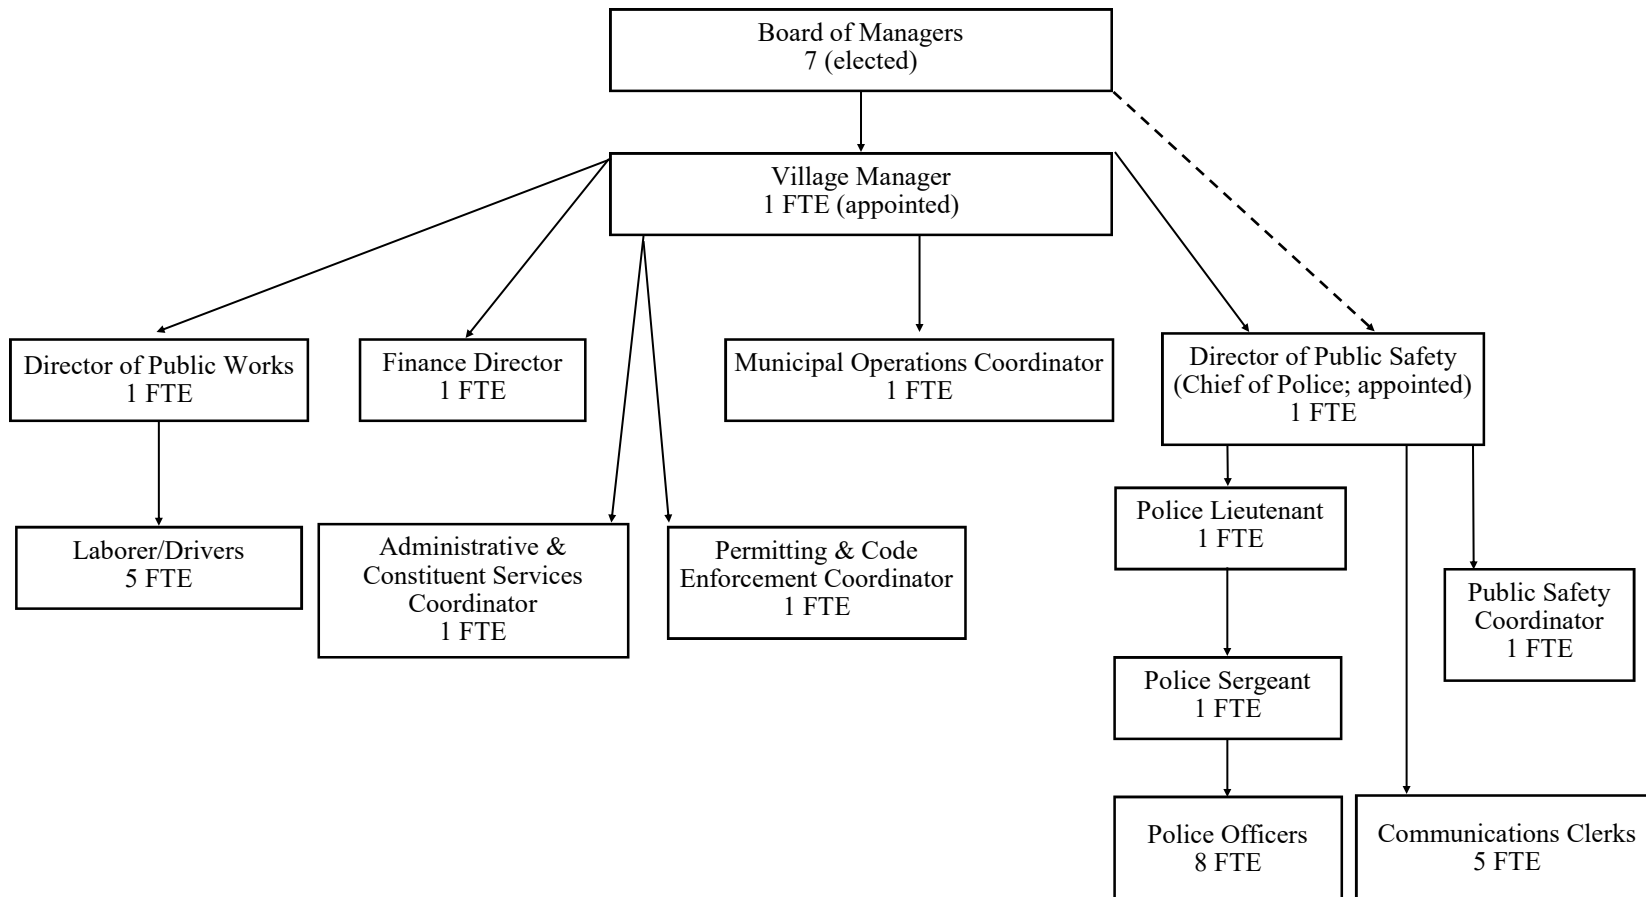 Board of Managers
7 (elected)
Village Manager
1 FTE (appointed)
Director of Public Works
1 FTE
Finance Director
1 FTE
Municipal Operations Coordinator
1 FTE
Director of Public Safety
(Chief of Police; appointed)
1 FTE
Laborer/Drivers
5 FTE
Administrative &
Constituent Services
Coordinator
1 FTE
Permitting & Code
Enforcement Coordinator
1 FTE
Police Lieutenant
1 FTE
Public Safety
Coordinator
1 FTE
Police Sergeant
1 FTE
Police Officers
8 FTE
Communications Clerks
5 FTE